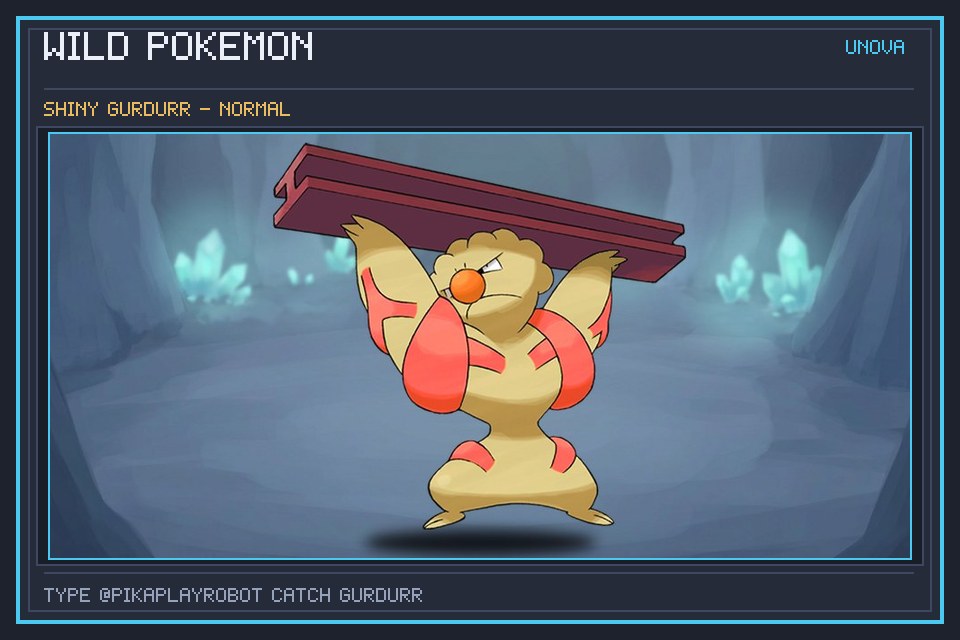 WILD POKEMON
UNOVA
SHINY GURDURR - NORMAL
TYPE @PIKAPLAYROBOT CATCH GURDURR